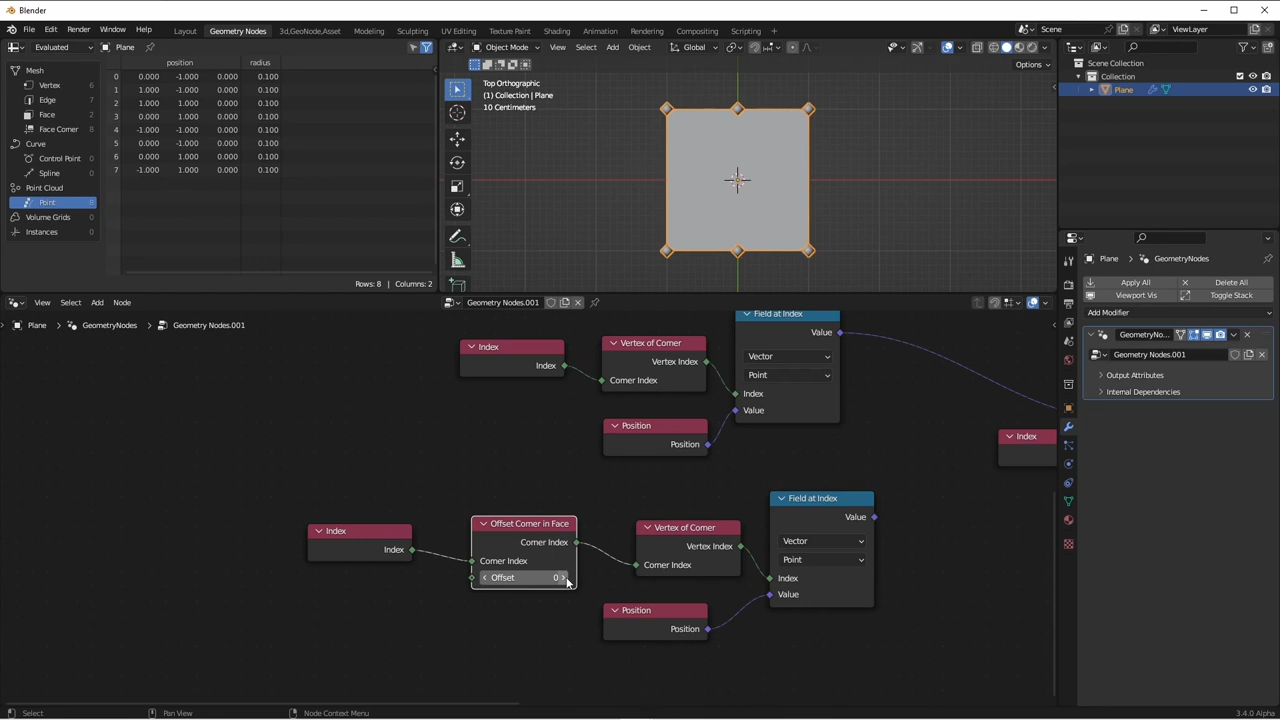 Blender
File Edit Render Window Help Layout Geometry Nodes 3d,GeoNode,Asset Modeling Sculpting UV Editing Texture Paint Shading Animation Rendering Compositing Scripting Scene ViewLayer
Evaluated Plane
Object Mode View Select Add Object Global
Options
position radius
Mesh
Vertex 6
Edge 7
Face 2
Face Corner 8
Curve
Control Point 0
Spline 0
Point Cloud
Point 8
Volume Grids 0
Instances 0
0 0.000 -1.000 0.000 0.100
1 1.000 -1.000 0.000 0.100
2 1.000 1.000 0.000 0.100
3 0.000 1.000 0.000 0.100
4 -1.000 -1.000 0.000 0.100
5 0.000 -1.000 0.000 0.100
6 0.000 1.000 0.000 0.100
7 -1.000 1.000 0.000 0.100
Rows: 8 | Columns: 2
Top Orthographic
(1) Collection | Plane
10 Centimeters
Scene Collection
Collection
Plane
Plane GeometryNodes
Apply All Delete All
Viewport Vis Toggle Stack
Add Modifier
GeometryNo...
Geometry Nodes.001
Output Attributes
Internal Dependencies
View Select Add Node Geometry Nodes.001
Plane GeometryNodes Geometry Nodes.001
Index
Index
Vertex of Corner
Vertex Index
Corner Index
Position
Position
Field at Index
Value
Vector
Point
Index
Value
Index
Index
Index
Offset Corner in Face
Corner Index
Corner Index
Offset 0
Vertex of Corner
Vertex Index
Corner Index
Position
Position
Field at Index
Value
Vector
Point
Index
Value
Select Pan View Node Context Menu 3.4.0 Alpha